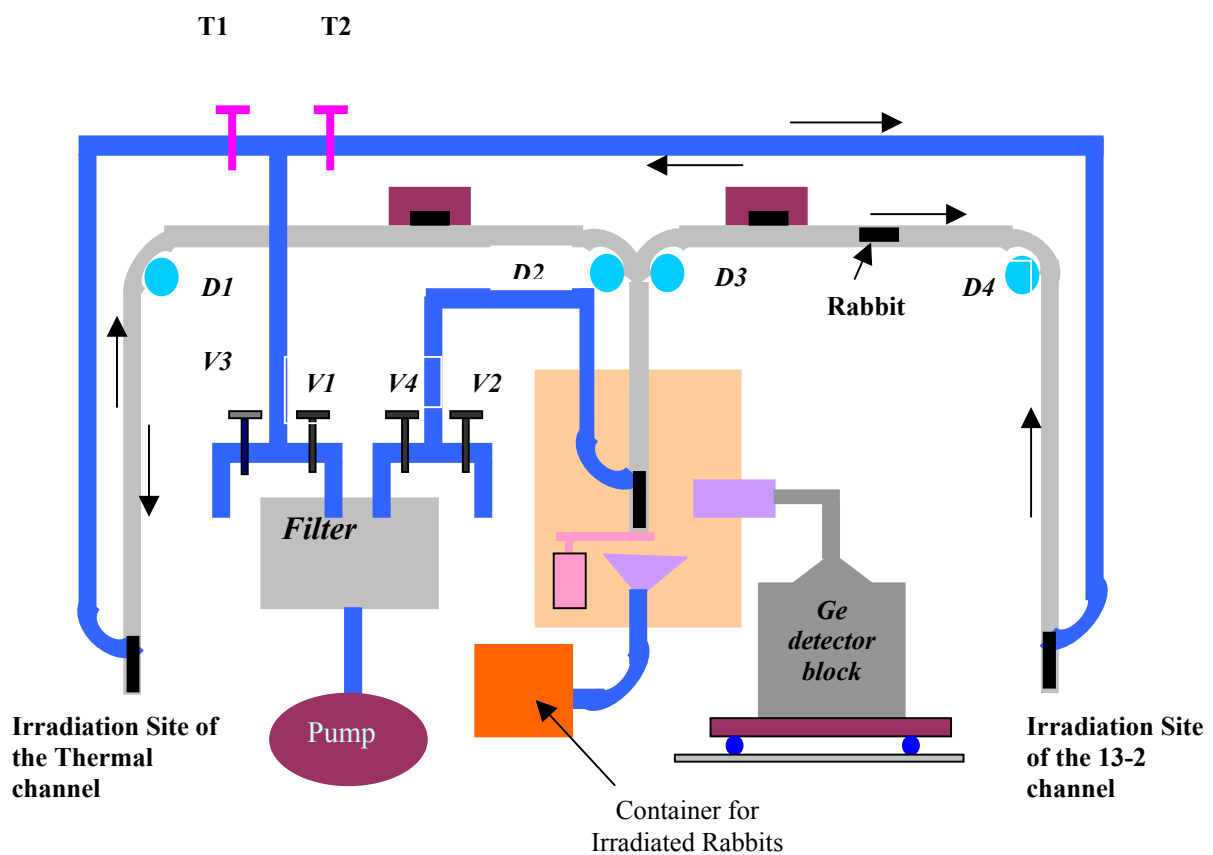 T1
T2
D1
D2
D3
D4
Rabbit
V3
V1
V4
V2
Filter
Ge
detector
block
Pump
Irradiation Site of
the Thermal
channel
Irradiation Site
of the 13-2
channel
Container for
Irradiated Rabbits